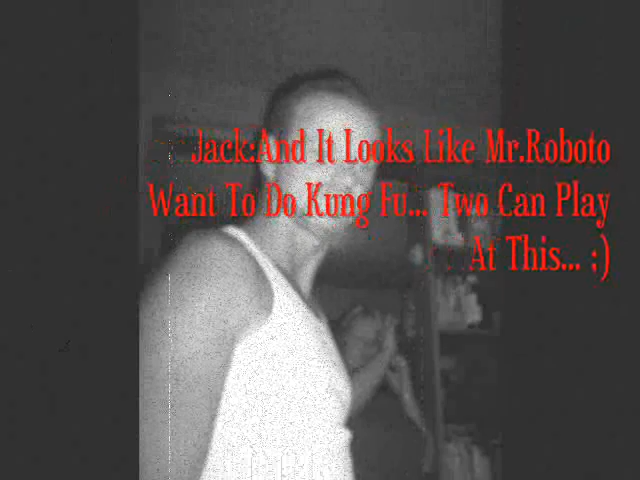 Jack:And It Looks Like Mr.Roboto
Want To Do Kung Fu... Two Can Play
At This... :)